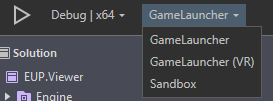 Debug | x64 GameLauncher
Solution
EUP.Viewer
Engine
GameLauncher
GameLauncher (VR)
Sandbox